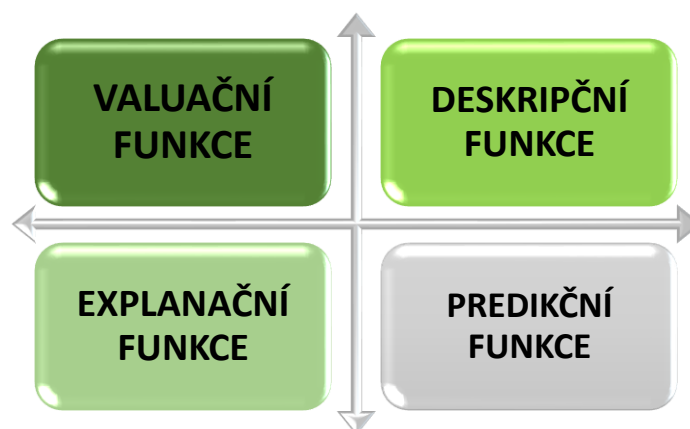 VALUAČNÍ
FUNKCE
DESKRIPČNÍ
FUNKCE
EXPLANAČNÍ
FUNKCE
PREDIKČNÍ
FUNKCE